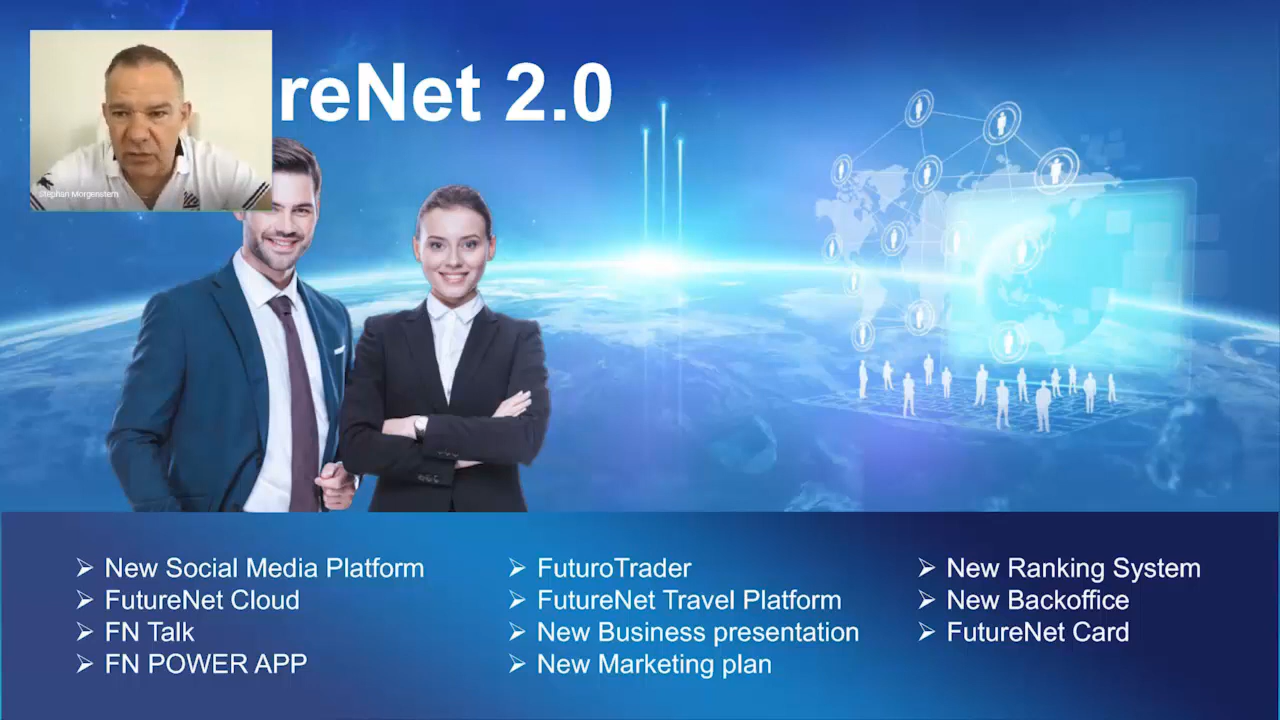 reNet 2.0
Stephan Morgenstern
➢ New Social Media Platform
➢ FutureNet Cloud
➢ FN Talk
➢ FN POWER APP
➢ FuturoTrader
➢ FutureNet Travel Platform
➢ New Business presentation
➢ New Marketing plan
➢ New Ranking System
➢ New Backoffice
➢ FutureNet Card